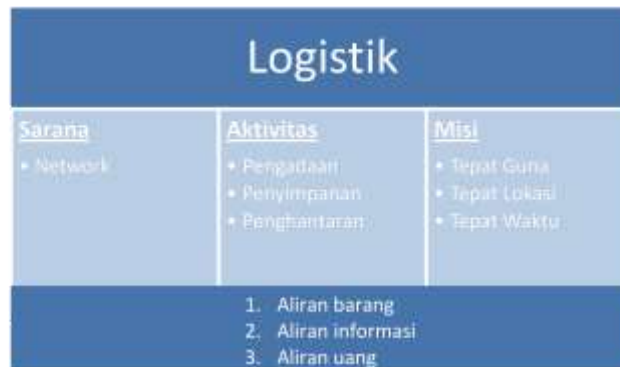 Logistik
Sarana
• Network
Aktivitas
• Pengadaan
• Penyimpanan
• Penghantaran
Misi
• Tepat Guna
• Tepat Lokasi
• Tepat Waktu
1. Aliran barang
2. Aliran informasi
3. Aliran uang